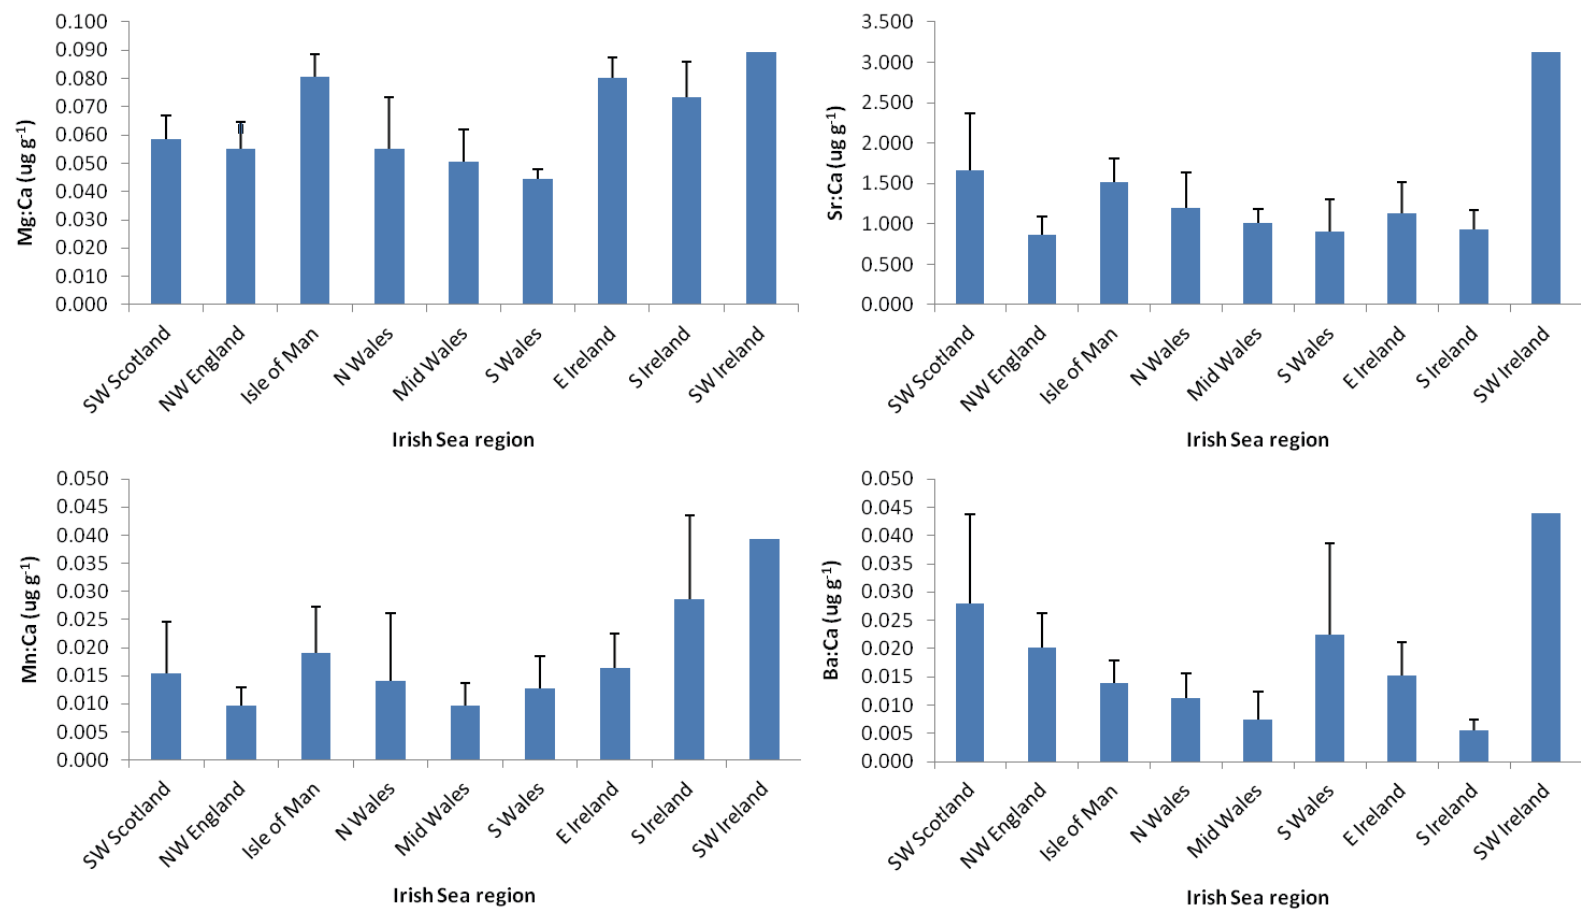 Mg:Ca (ug g-1)
0.100
0.090
0.080
0.070
0.060
0.050
0.040
0.030
0.020
0.010
0.000
SW Scotland
NW England
Isle of Man
N Wales
Mid Wales
S Wales
E Ireland
S Ireland
SW Ireland
Irish Sea region
Sr:Ca (ug g-1)
3.500
3.000
2.500
2.000
1.500
1.000
0.500
0.000
SW Scotland
NW England
Isle of Man
N Wales
Mid Wales
S Wales
E Ireland
S Ireland
SW Ireland
Irish Sea region
Mn:Ca (ug g-1)
0.050
0.045
0.040
0.035
0.030
0.025
0.020
0.015
0.010
0.005
0.000
SW Scotland
NW England
Isle of Man
N Wales
Mid Wales
S Wales
E Ireland
S Ireland
SW Ireland
Irish Sea region
Ba:Ca (ug g-1)
0.050
0.045
0.040
0.035
0.030
0.025
0.020
0.015
0.010
0.005
0.000
SW Scotland
NW England
Isle of Man
N Wales
Mid Wales
S Wales
E Ireland
S Ireland
SW Ireland
Irish Sea region